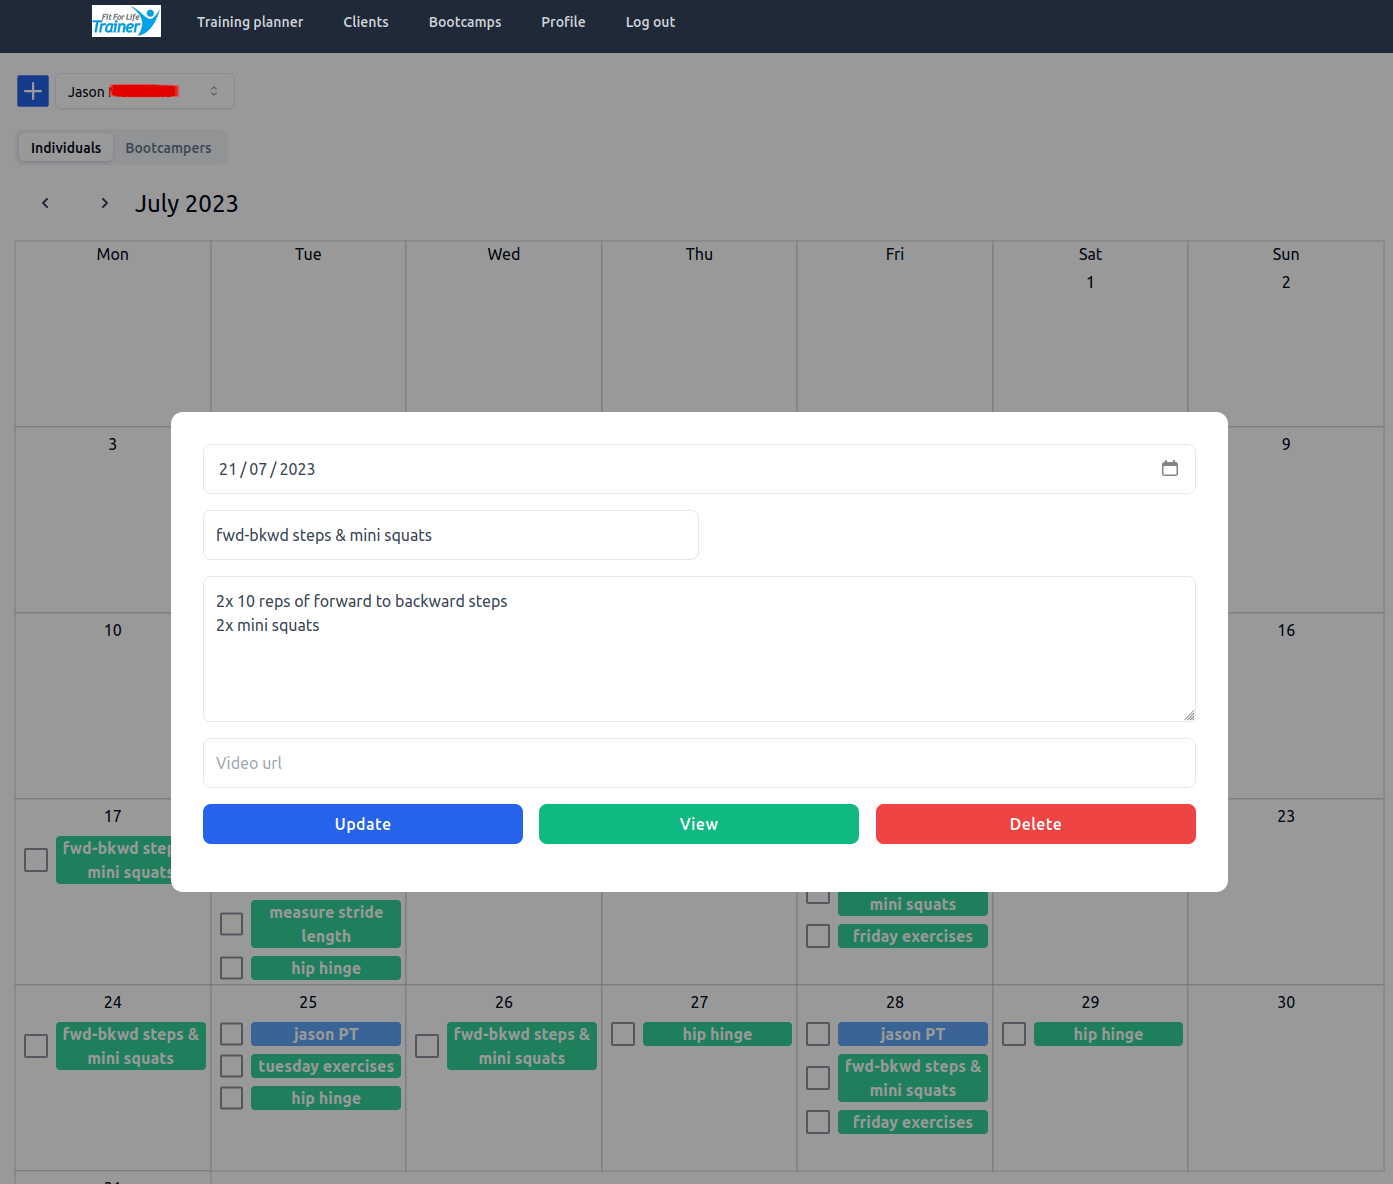 Fit For Life
Trainer
Training planner
Clients
Bootcamps
Profile
Log out
Jason
Individuals
Bootcampers
July 2023
Mon
Tue
Wed
Thu
Fri
Sat
Sun
1
2
3
9
21/07/2023
fwd-bkwd steps & mini squats
2x 10 reps of forward to backward steps
2x mini squats
Video url
Update
View
Delete
10
16
17
23
fwd-bkwd
mini squats
measure stride
length
hip hinge
mini squats
friday exercises
24
25
26
27
28
29
30
fwd-bkwd steps &
mini squats
jason PT
tuesday exercises
hip hinge
fwd-bkwd steps &
mini squats
hip hinge
jason PT
fwd-bkwd steps &
mini squats
friday exercises
hip hinge